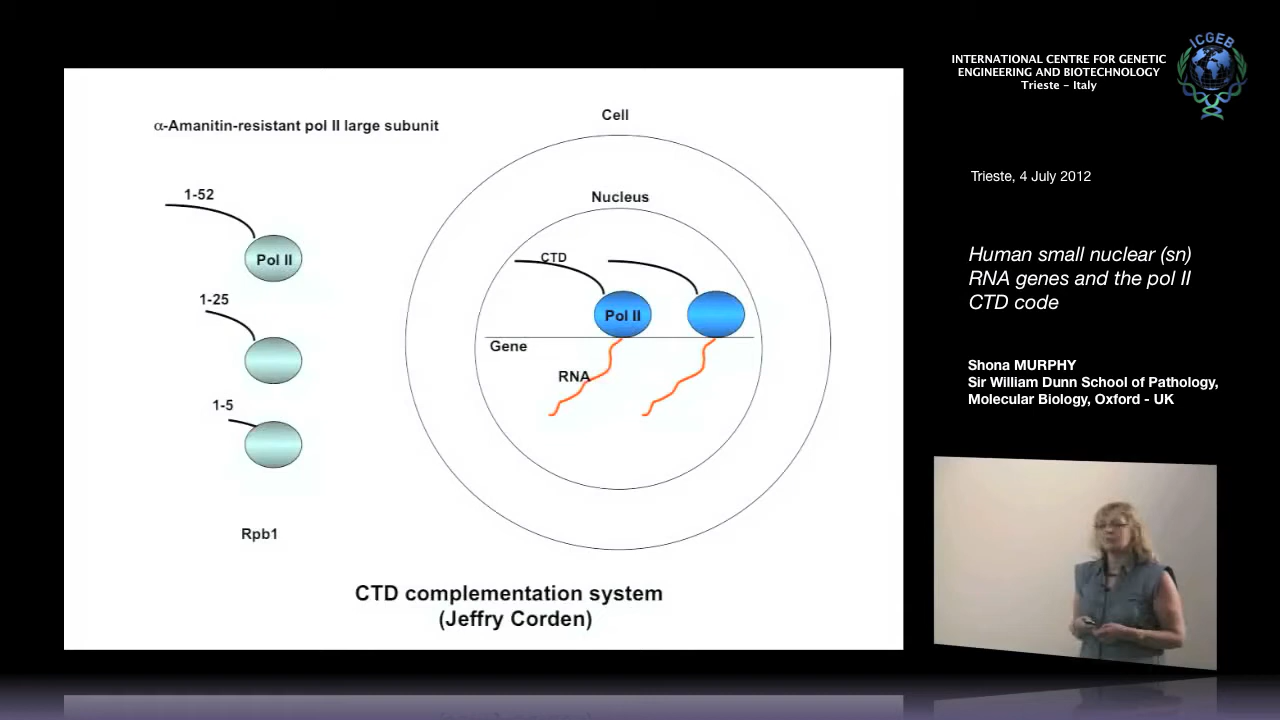 α-Amanitin-resistant pol II large subunit
1-52
Pol II
1-25
1-5
Rpb1
Cell
Nucleus
CTD
Pol II
Gene
RNA
CTD complementation system
(Jeffry Corden)
INTERNATIONAL CENTRE FOR GENETIC
ENGINEERING AND BIOTECHNOLOGY
Trieste - Italy
ICGEB
Trieste, 4 July 2012
Human small nuclear (sn)
RNA genes and the pol II
CTD code
Shona MURPHY
Sir William Dunn School of Pathology,
Molecular Biology, Oxford - UK